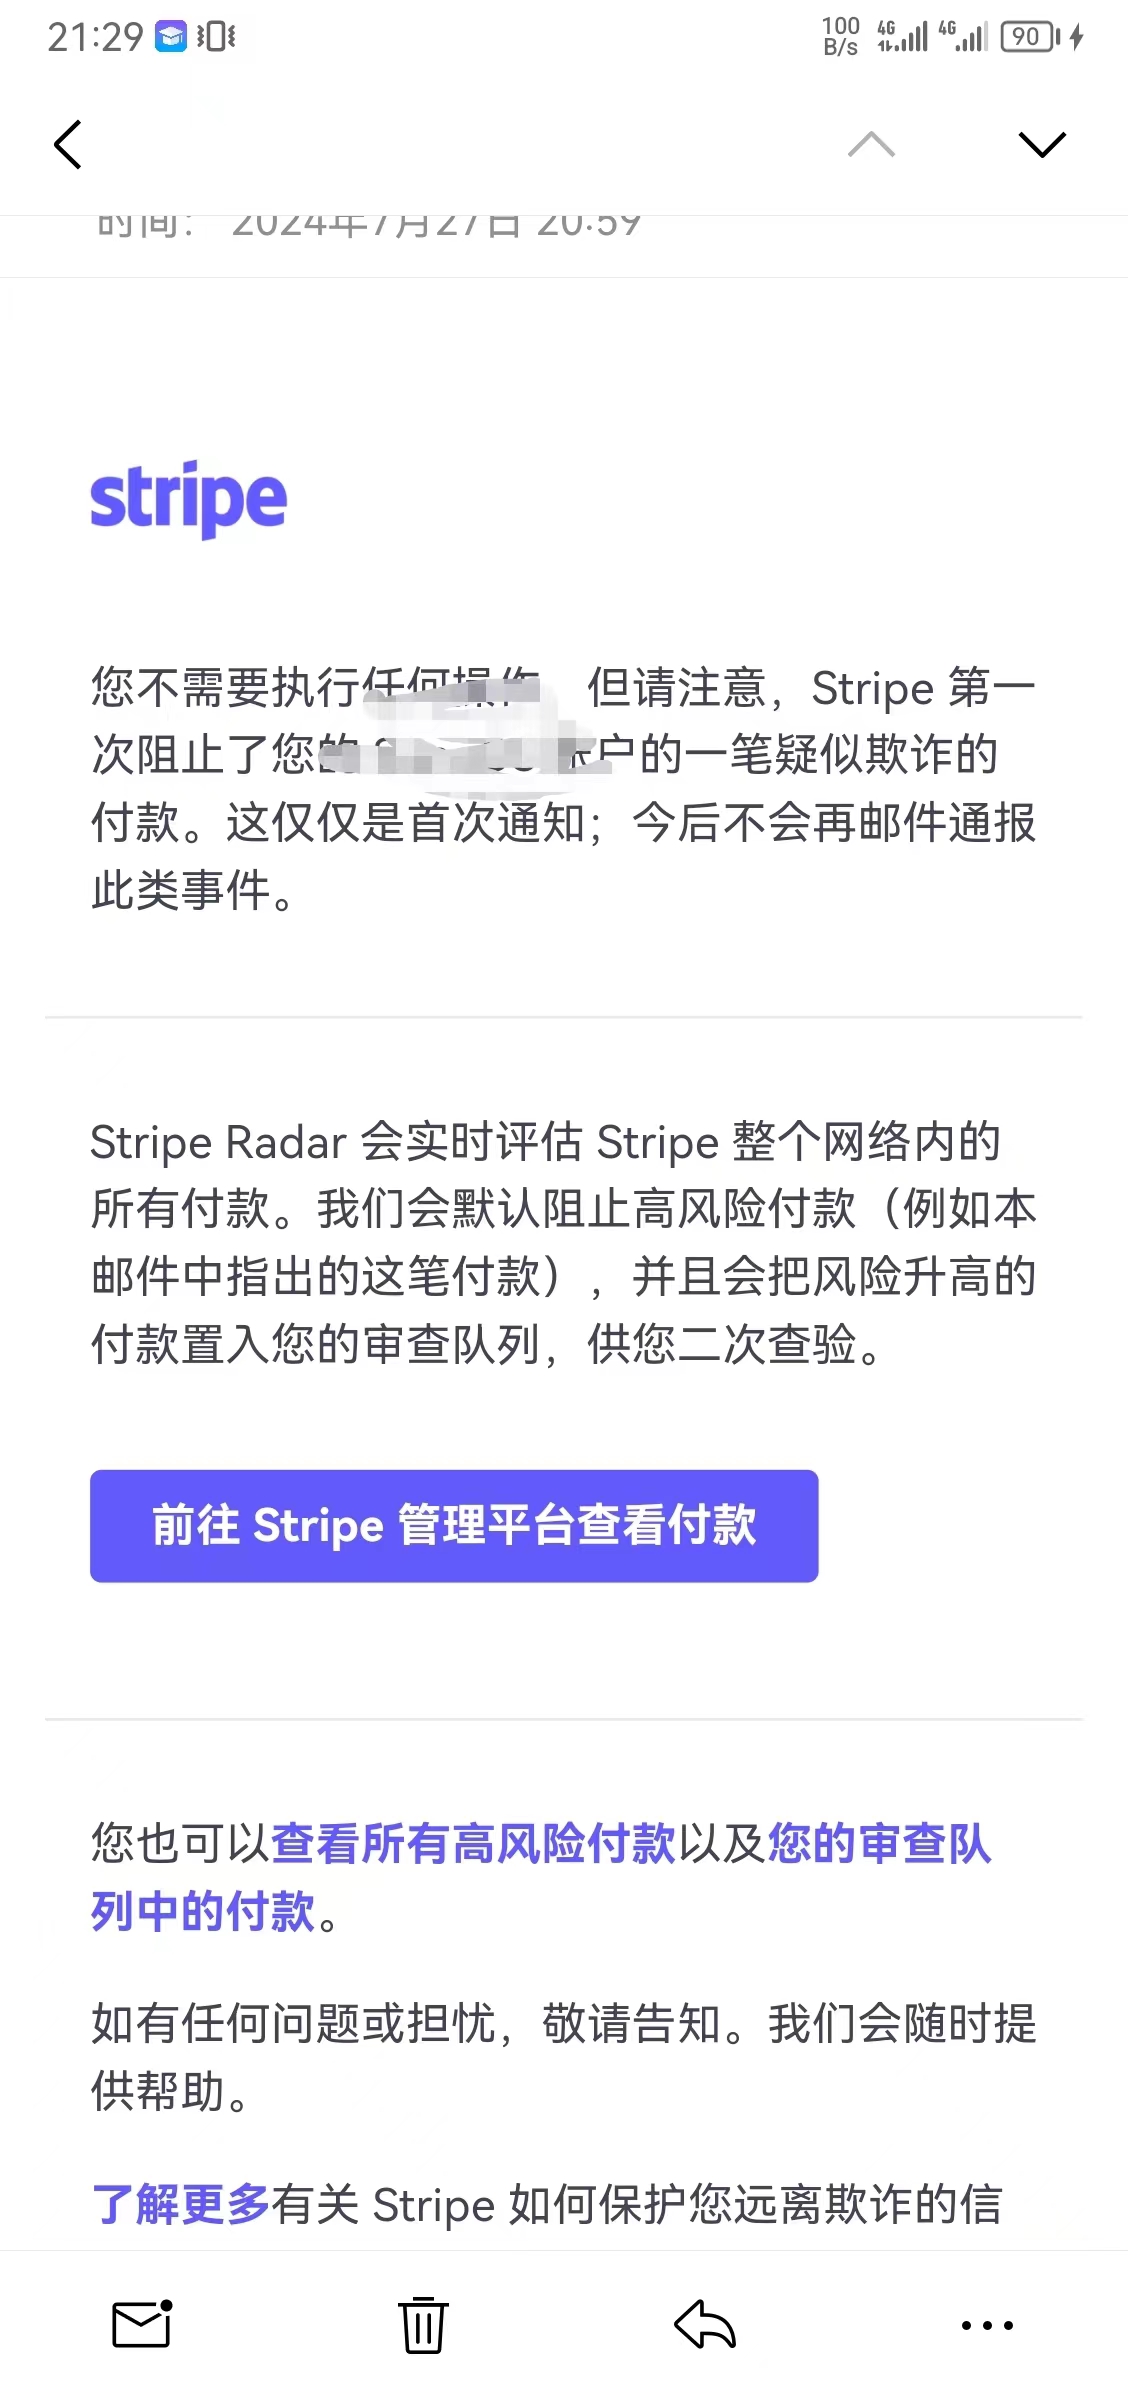 21:29
100
B/s
4G
4G
90
时间： 2024年7月27日 20:59
stripe
您不需要执行任何操作 但请注意，Stripe 第一
次阻止了您的 账户的一笔疑似欺诈的
付款。这仅仅是首次通知；今后不会再邮件通报
此类事件。
Stripe Radar 会实时评估 Stripe 整个网络内的
所有付款。我们会默认阻止高风险付款（例如本
邮件中指出的这笔付款），并且会把风险升高的
付款置入您的审查队列，供您二次查验。
前往 Stripe 管理平台查看付款
您也可以查看所有高风险付款以及您的审查队
列中的付款。
如有任何问题或担忧，敬请告知。我们会随时提
供帮助。
了解更多有关 Stripe 如何保护您远离欺诈的信